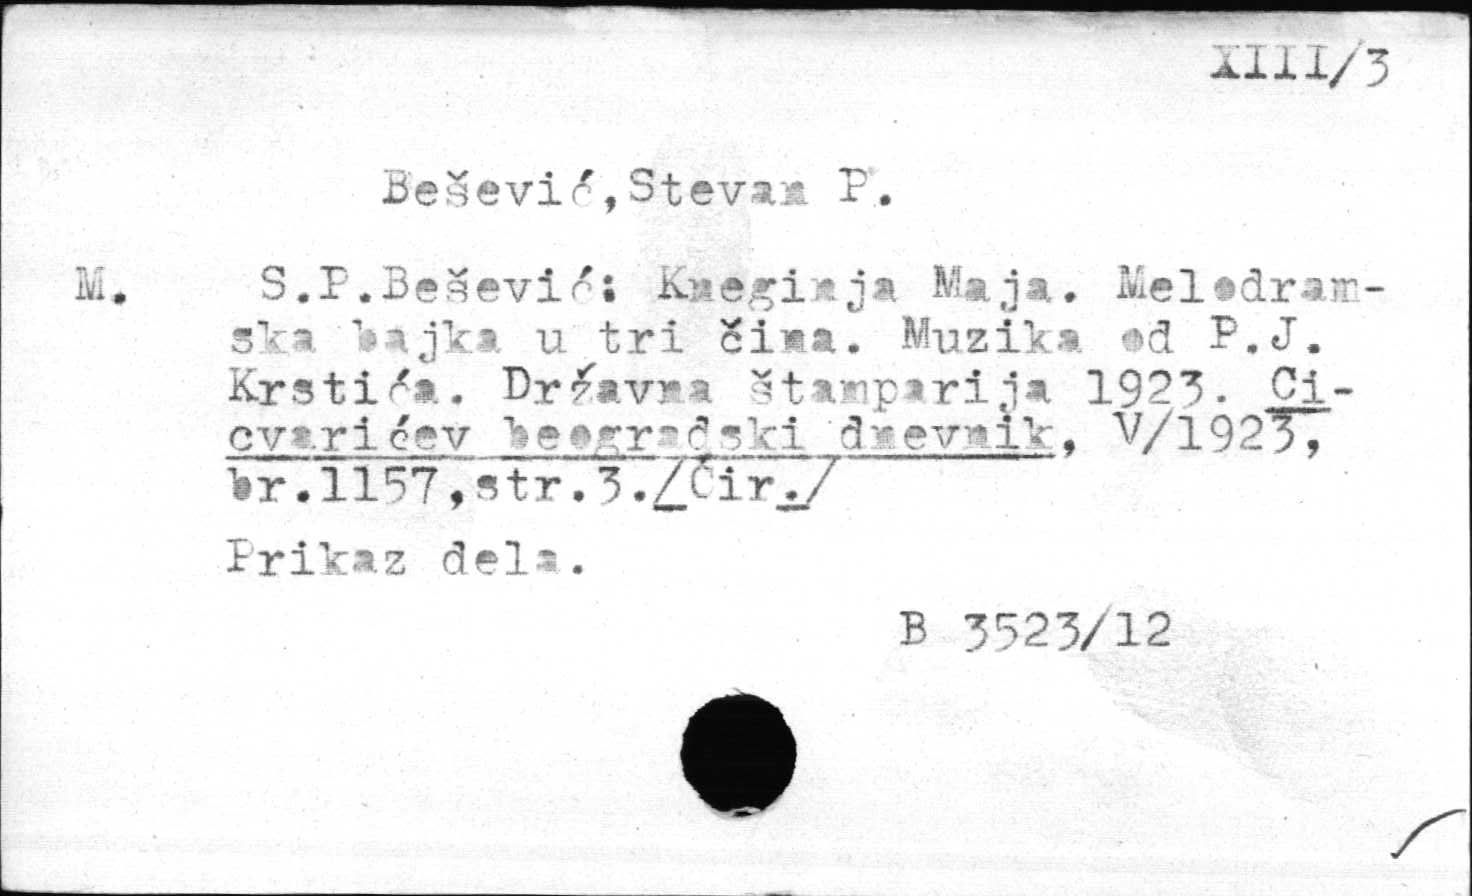 XIII/3
Bešević,Stevan P.
M. S.P.Bešević: Kneginja Maja. Melodram-
ska bajka u tri čina. Muzika od P.J.
Krstića. Državna štamparija 1923. Ci-
cvarićev beogradski dnevnik, V/1923,
br.1157,str.3./Ćir./
Prikaz dela.
B 3523/12